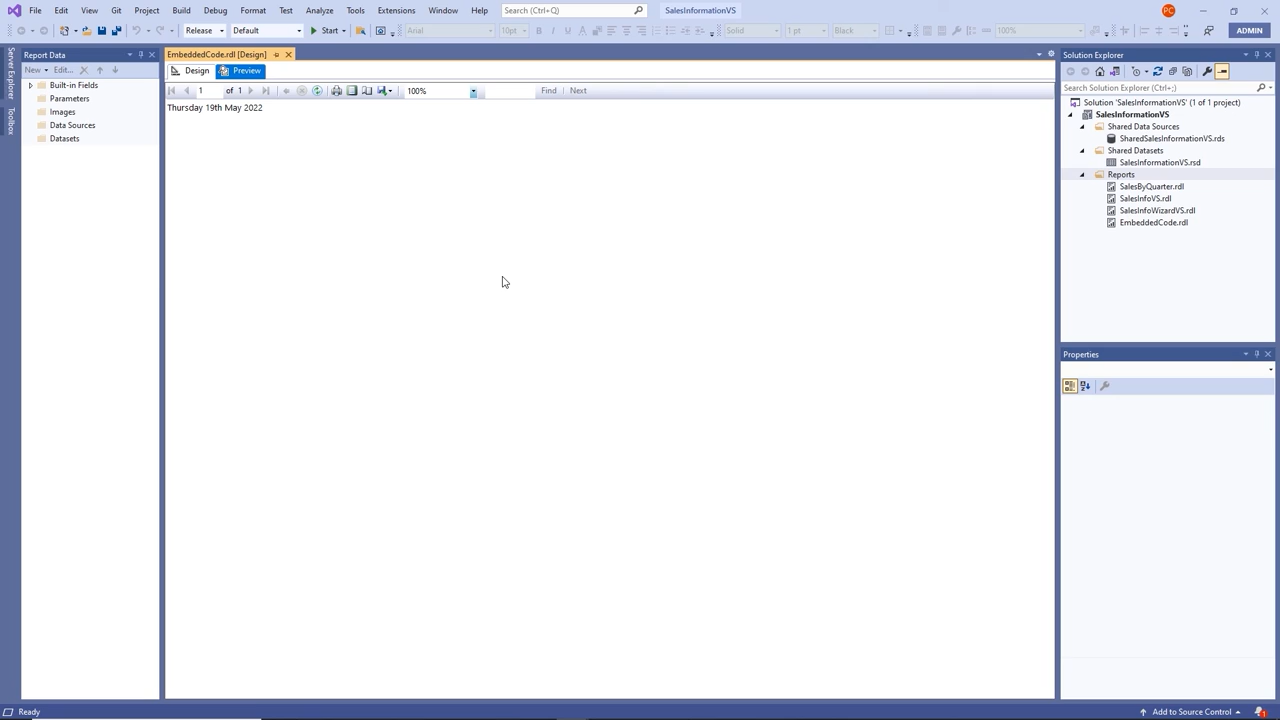 File Edit View Git Project Build Debug Format Test Analyze Tools Extensions Window Help Search (Ctrl+Q) SalesInformationVS PC
Release Default Start Arial 10pt B I U A Solid 1 pt Black 100% ADMIN
Server Explorer
Toolbox
Report Data
New Edit...
Built-in Fields
Parameters
Images
Data Sources
Datasets
EmbeddedCode.rdl [Design]
Design Preview
1 of 1 100% Find Next
Thursday 19th May 2022
Solution Explorer
Search Solution Explorer (Ctrl+;)
Solution 'SalesInformationVS' (1 of 1 project)
SalesInformationVS
Shared Data Sources
SharedSalesInformationVS.rds
Shared Datasets
SalesInformationVS.rsd
Reports
SalesByQuarter.rdl
SalesInfoVS.rdl
SalesInfoWizardVS.rdl
EmbeddedCode.rdl
Properties
Ready
Add to Source Control 1